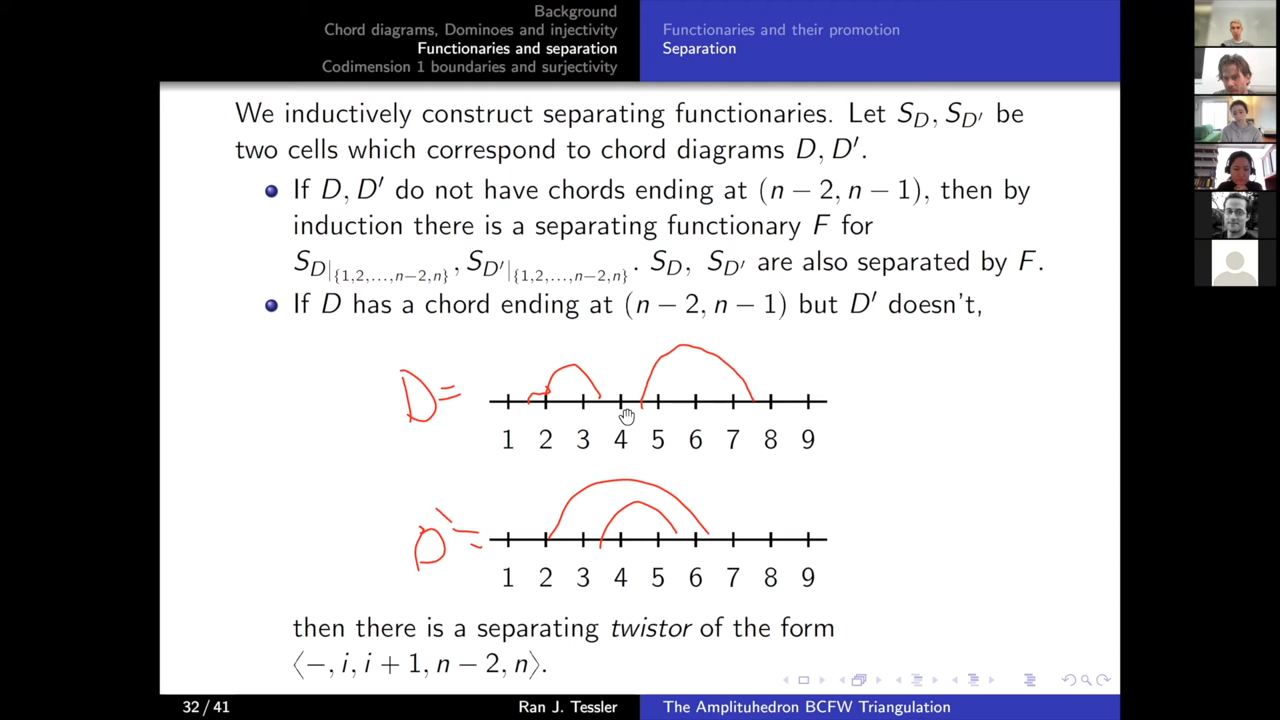 Background
Chord diagrams, Dominoes and injectivity
Functionaries and separation
Codimension 1 boundaries and surjectivity
Functionaries and their promotion
Separation
We inductively construct separating functionaries. Let S_D, S_{D′} be
two cells which correspond to chord diagrams D, D′.
If D, D′ do not have chords ending at (n − 2, n − 1), then by
induction there is a separating functionary F for
S_{D|_{{1,2,...,n−2,n}}}, S_{D′|_{{1,2,...,n−2,n}}}. S_D, S_{D′} are also separated by F.
If D has a chord ending at (n − 2, n − 1) but D′ doesn't,
D=
1 2 3 4 5 6 7 8 9
D′=
1 2 3 4 5 6 7 8 9
then there is a separating twistor of the form
⟨−, i, i + 1, n − 2, n⟩.
32 / 41 Ran J. Tessler The Amplituhedron BCFW Triangulation